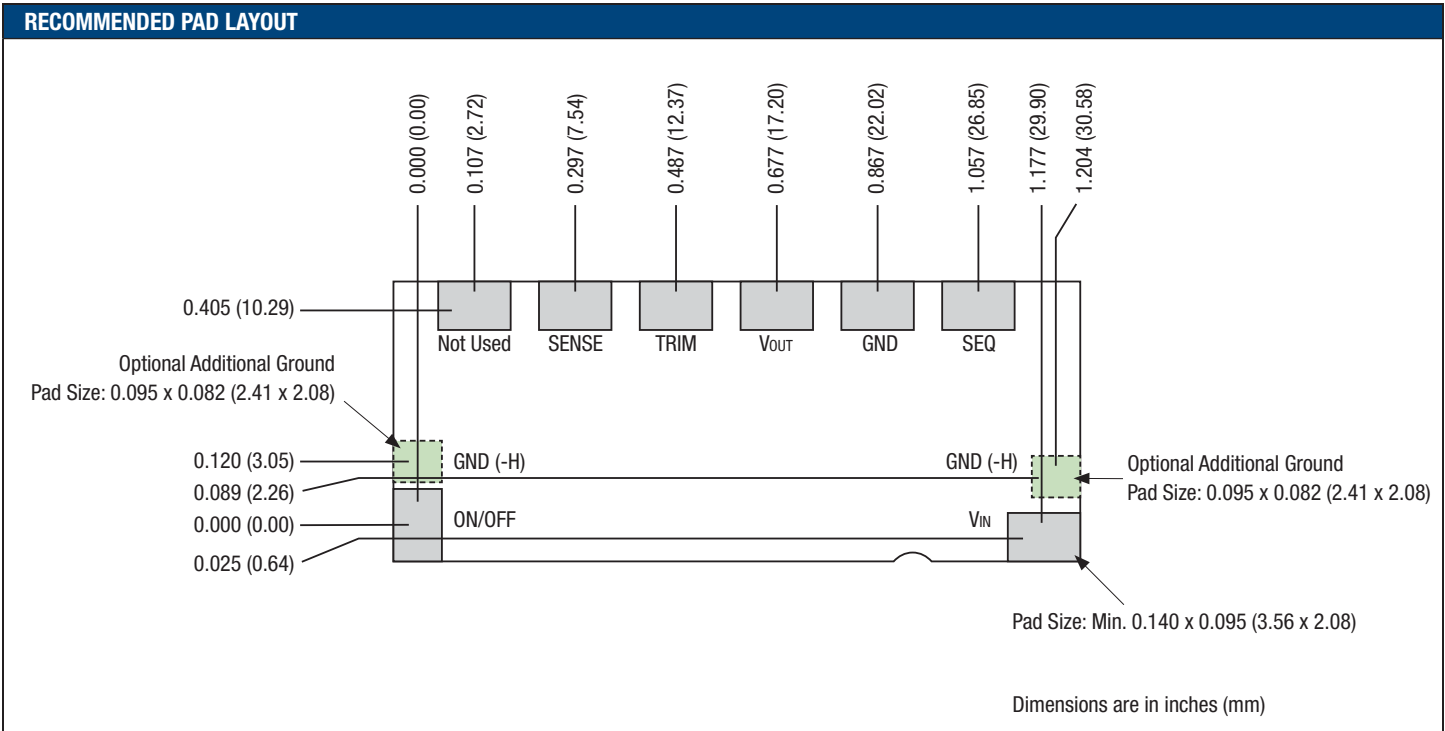 RECOMMENDED PAD LAYOUT
0.000 (0.00)
0.107 (2.72)
0.297 (7.54)
0.487 (12.37)
0.677 (17.20)
0.867 (22.02)
1.057 (26.85)
1.177 (29.90)
1.204 (30.58)
0.405 (10.29)
Not Used
SENSE
TRIM
VOUT
GND
SEQ
Optional Additional Ground
Pad Size: 0.095 x 0.082 (2.41 x 2.08)
0.120 (3.05)
GND (-H)
GND (-H)
Optional Additional Ground
Pad Size: 0.095 x 0.082 (2.41 x 2.08)
0.089 (2.26)
0.000 (0.00)
ON/OFF
VIN
0.025 (0.64)
Pad Size: Min. 0.140 x 0.095 (3.56 x 2.08)
Dimensions are in inches (mm)